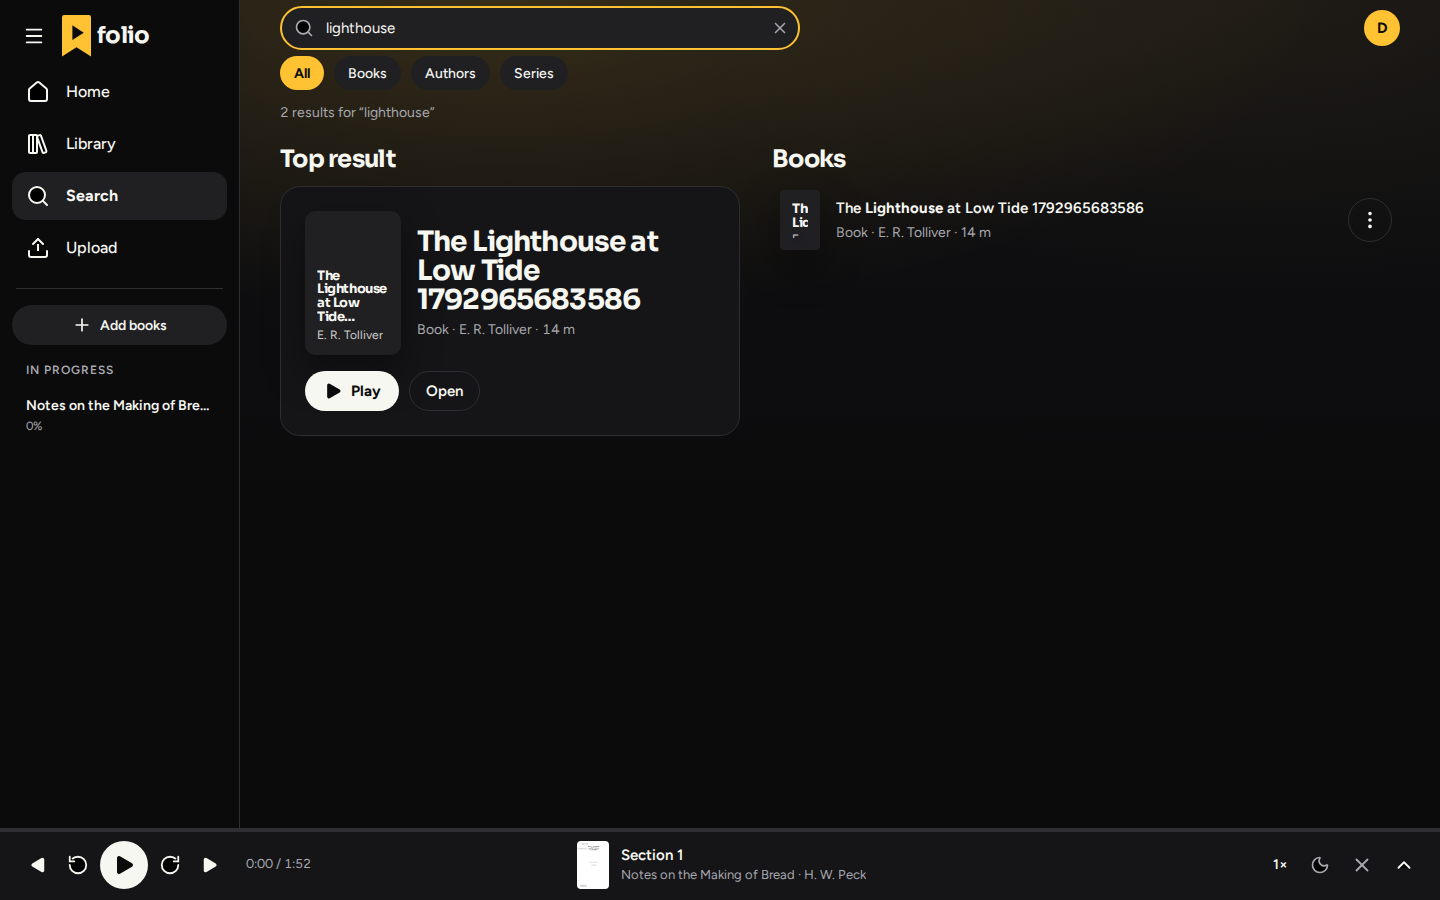 folio
Home
Library
Search
Upload
Add books
IN PROGRESS
Notes on the Making of Bre...
0%
lighthouse
D
All
Books
Authors
Series
2 results for “lighthouse”
Top result
The
Lighthouse
at Low
Tide...
E. R. Tolliver
The Lighthouse at
Low Tide
1792965683586
Book · E. R. Tolliver · 14 m
Play
Open
Books
The Lighthouse at Low Tide 1792965683586
Book · E. R. Tolliver · 14 m
0:00 / 1:52
Section 1
Notes on the Making of Bread · H. W. Peck
1×